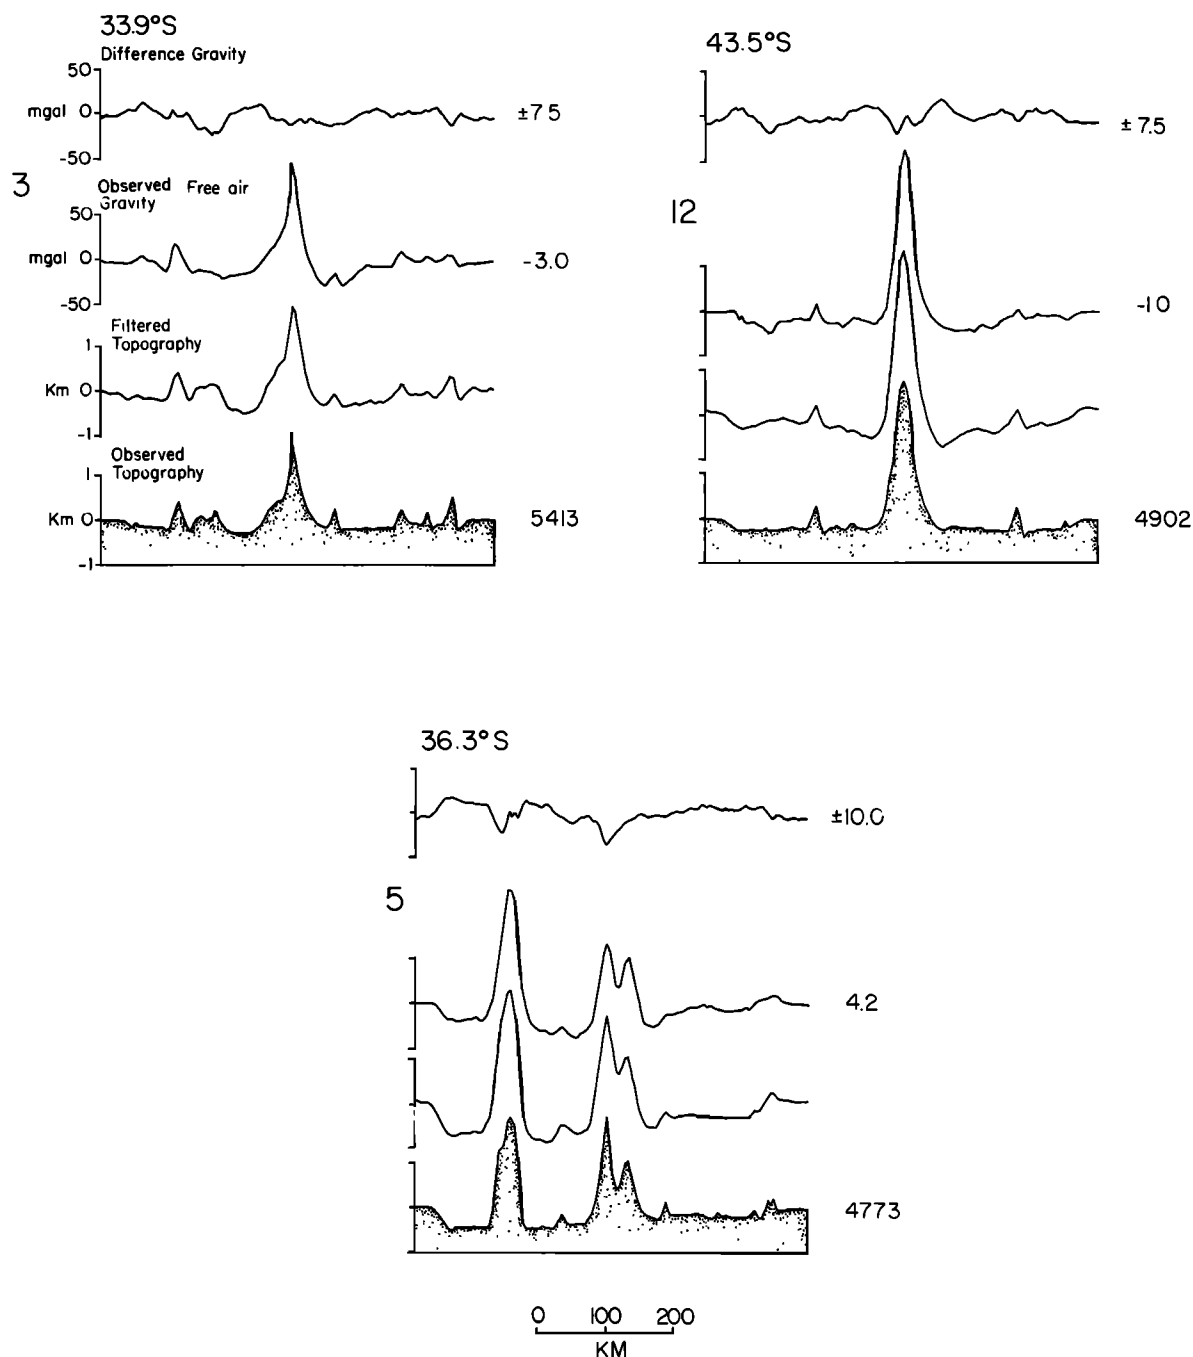 33.9°S
Difference Gravity
50
mgal 0
±7.5
-50
3
Observed Free air
Gravity
50
mgal 0
-3.0
-50
Filtered
Topography
1
Km 0
-1
Observed
Topography
1
Km 0
5413
-1
43.5°S
±7.5
12
-1.0
4902
36.3°S
±10.0
5
4.2
4773
0 100 200
KM